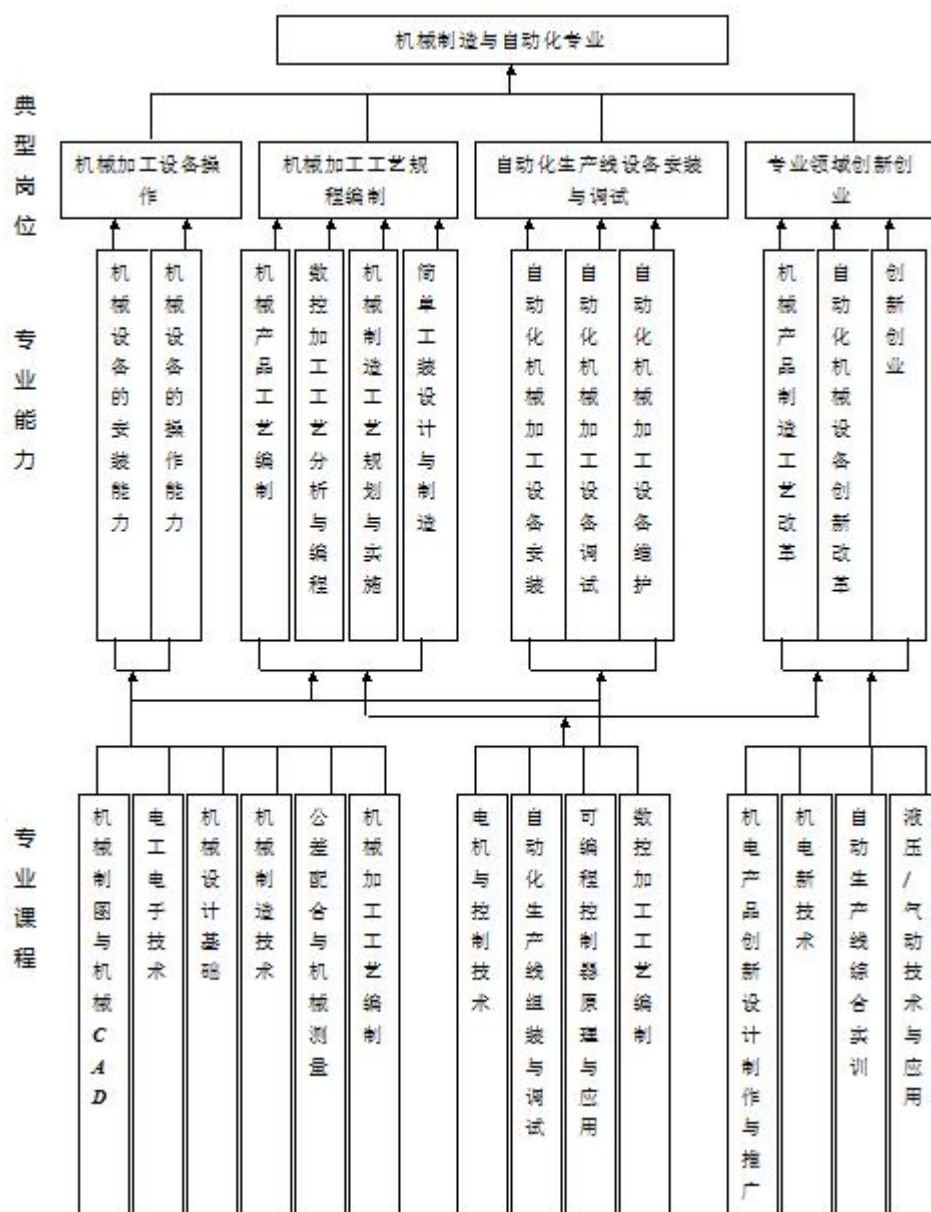 机械制造与自动化专业
典型岗位
机械加工设备操
作
机械加工工艺规
程编制
自动化生产线设备安装
与调试
专业领域创新创
业
专业能力
机械设备的安装能力
机械设备的操作能力
机械产品工艺编制
数控加工工艺分析与编程
机械制造工艺规划与实施
简单工装设计与制造
自动化机械加工设备安装
自动化机械加工设备调试
自动化机械加工设备维护
机械产品制造工艺改革
自动化机械设备创新改革
创新创业
专业课程
机械制图与机械CAD
电工电子技术
机械设计基础
机械制造技术
公差配合与机械测量
机械加工工艺编制
电机与控制技术
自动化生产线组装与调试
可编程控制器原理与应用
数控加工工艺编制
机电产品创新设计制作与推广
机电新技术
自动生产线综合实训
液压/气动技术与应用